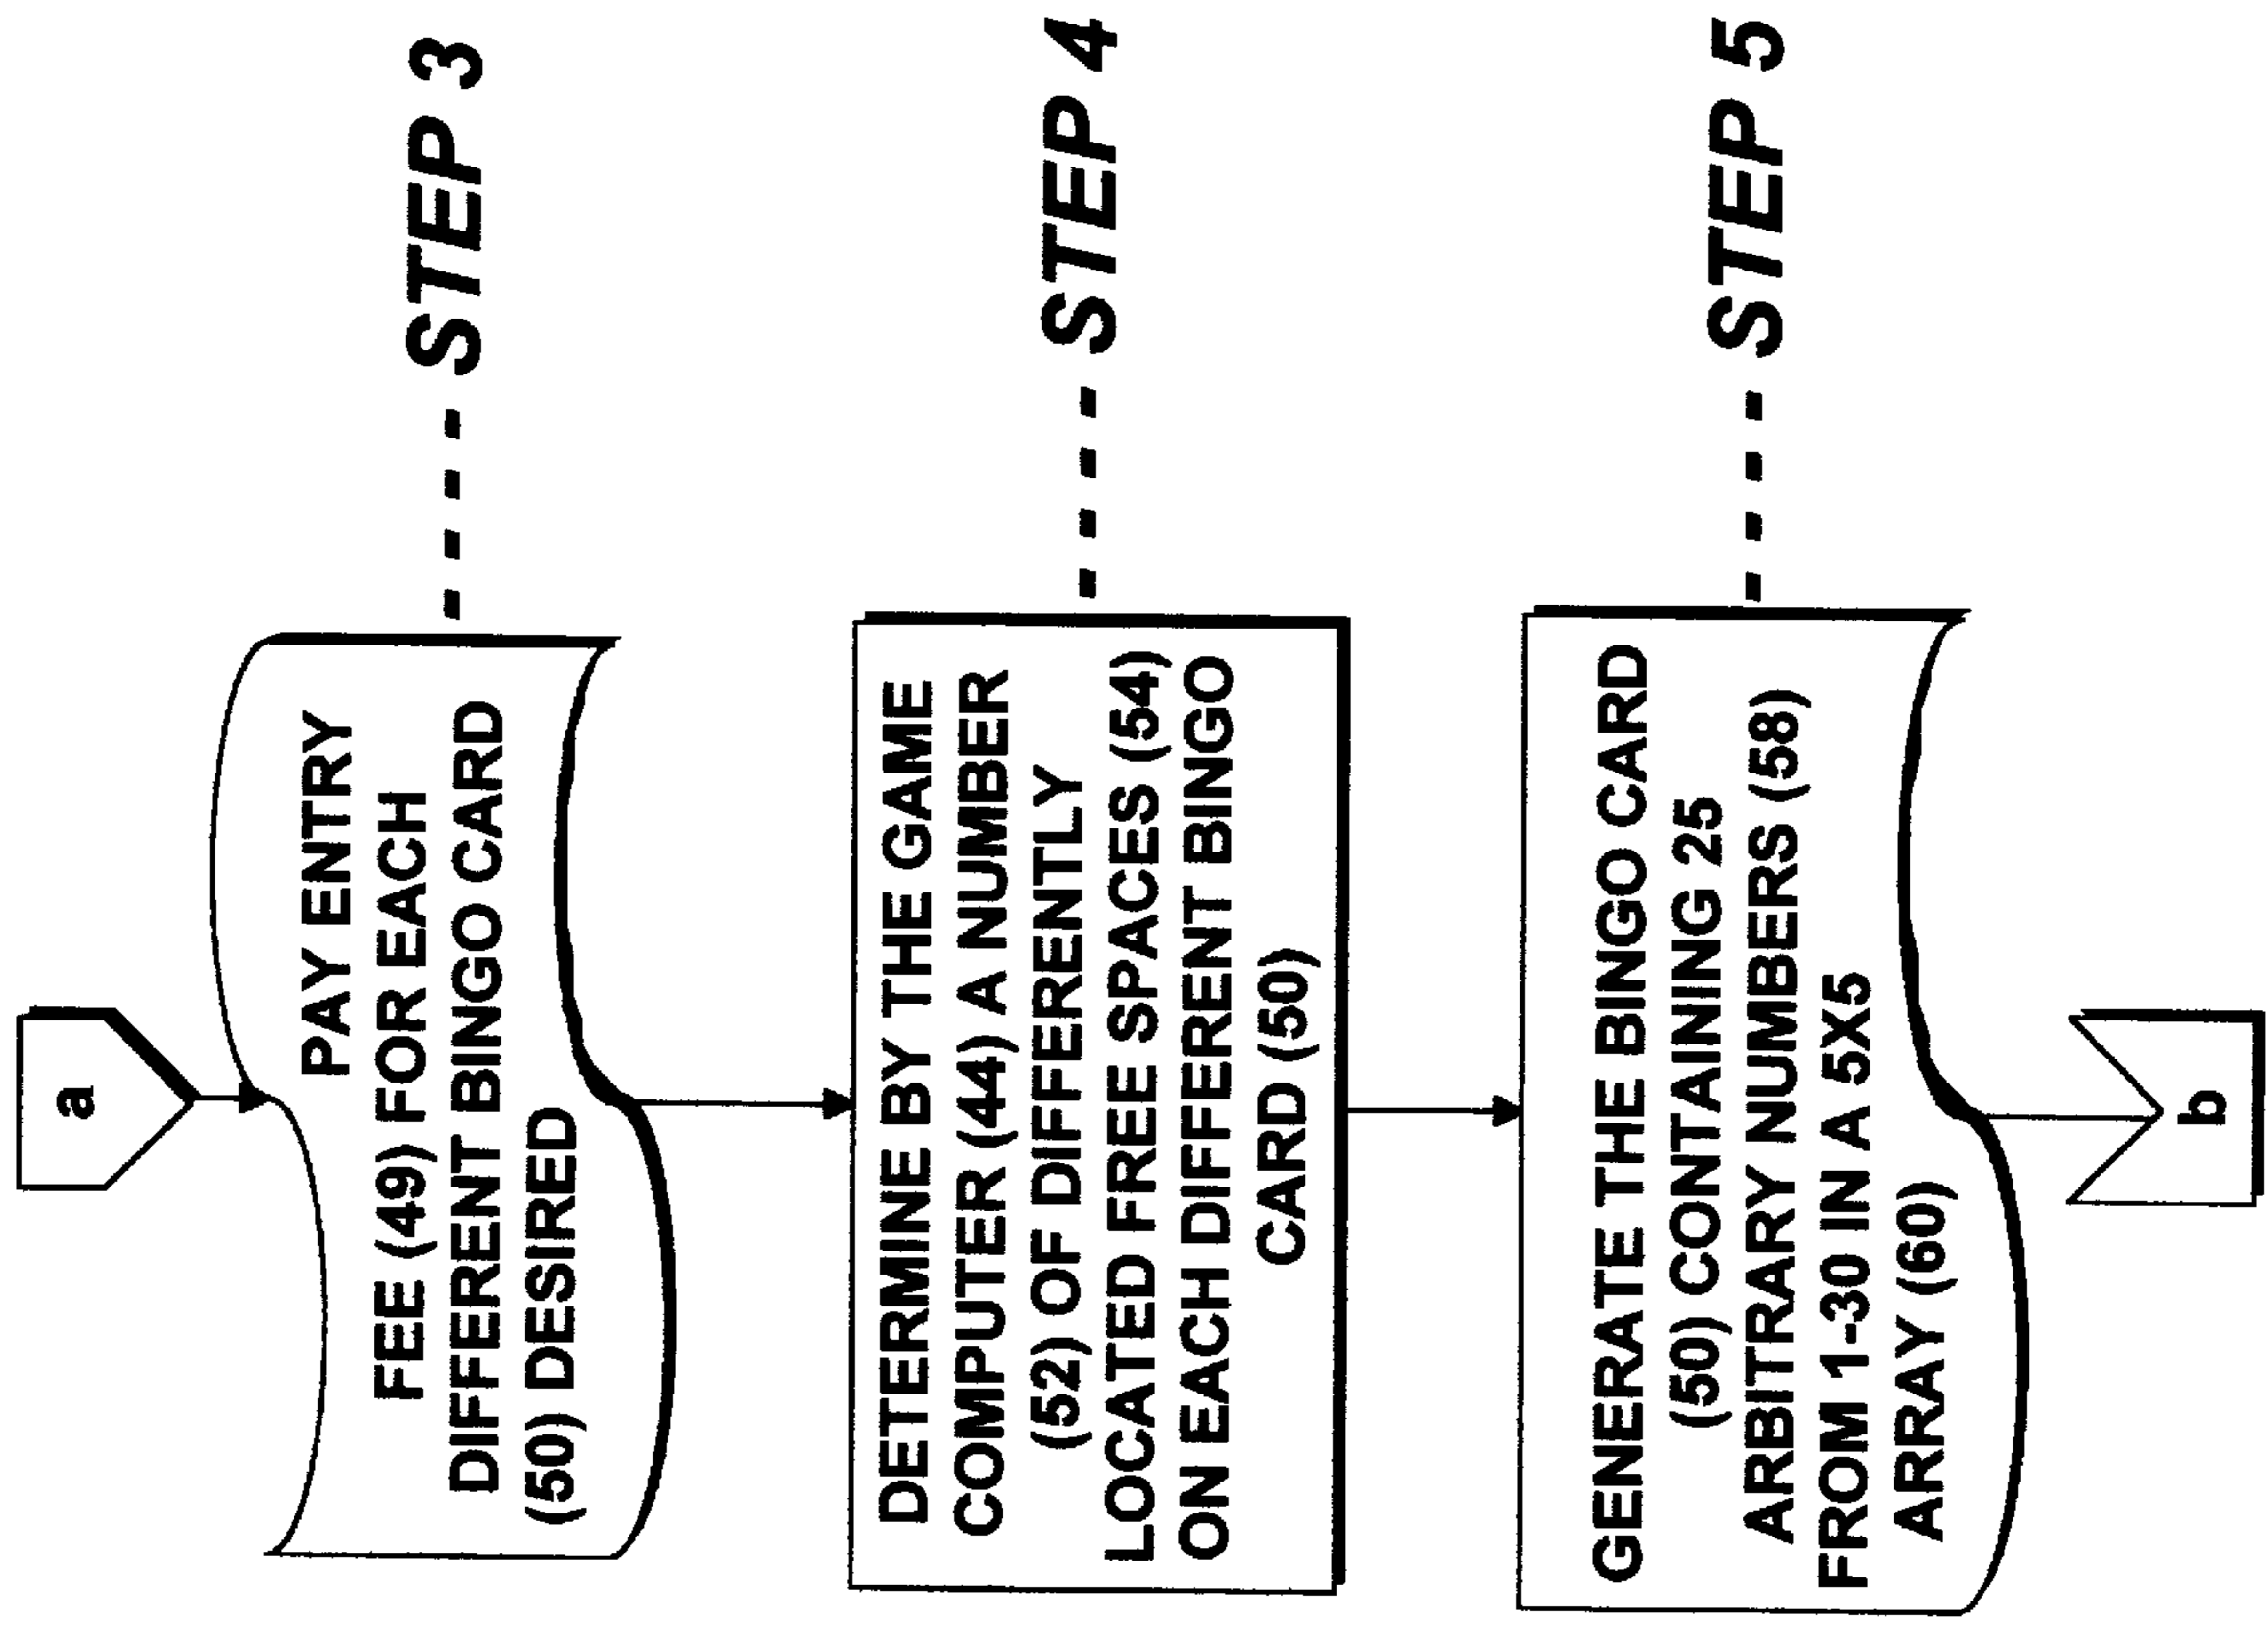 a
PAY ENTRY
FEE (49) FOR EACH
DIFFERENT BINGO CARD
(50) DESIRED
STEP 3
DETERMINE BY THE GAME
COMPUTER (44) A NUMBER
(52) OF DIFFERENTLY
LOCATED FREE SPACES (54)
ON EACH DIFFERENT BINGO
CARD (50)
STEP 4
GENERATE THE BINGO CARD
(50) CONTAINING 25
ARBITRARY NUMBERS (58)
FROM 1-30 IN A 5X5
ARRAY (60)
STEP 5
b